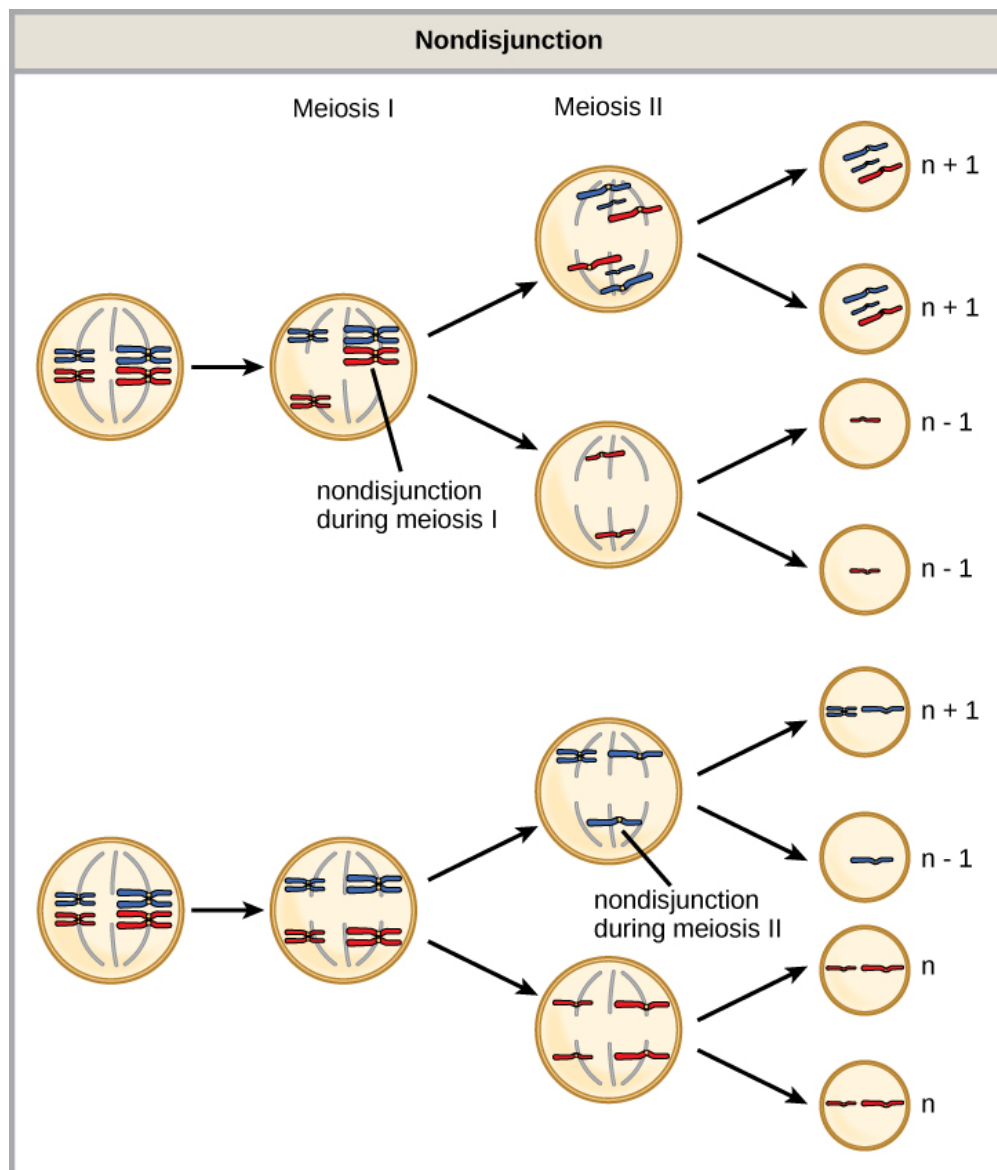 Nondisjunction
Meiosis I
Meiosis II
n + 1
n + 1
n - 1
nondisjunction
during meiosis I
n - 1
n + 1
n - 1
nondisjunction
during meiosis II
n
n